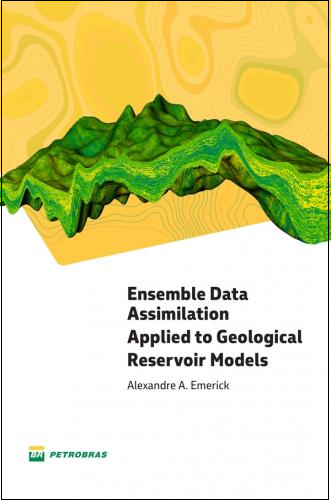 Ensemble Data
Assimilation
Applied to Geological
Reservoir Models
Alexandre A. Emerick
BR PETROBRAS